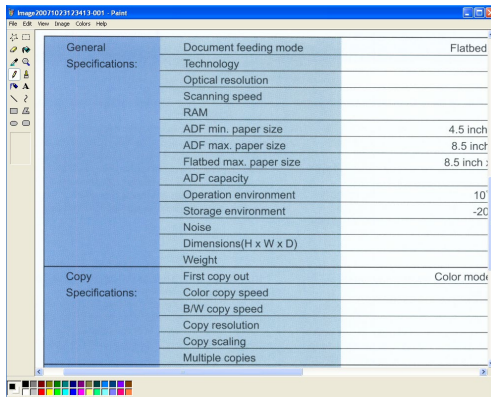 Image20071023123413-001 - Paint
File Edit View Image Colors Help
General Document feeding mode Flatbed
Specifications: Technology
Optical resolution
Scanning speed
RAM
ADF min. paper size 4.5 inch
ADF max. paper size 8.5 inch
Flatbed max. paper size 8.5 inch
ADF capacity
Operation environment 10
Storage environment -20
Noise
Dimensions(H x W x D)
Weight
Copy First copy out Color mode
Specifications: Color copy speed
B/W copy speed
Copy resolution
Copy scaling
Multiple copies